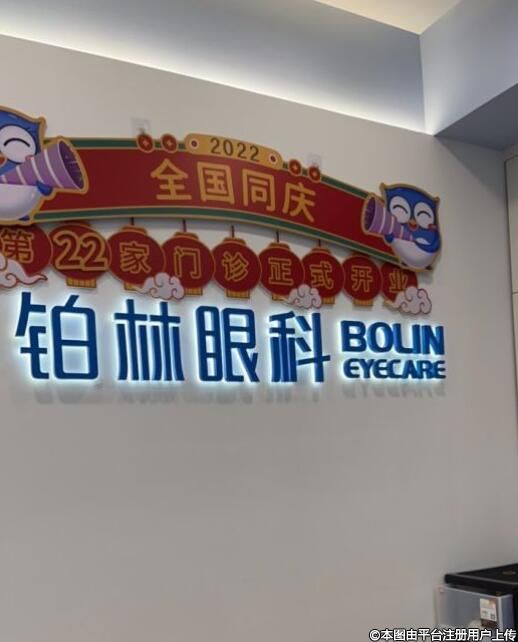 2022
全国同庆
第22家门诊正式开业
铂林眼科
BOLIN
EYECARE
©本图由平台注册用户上传